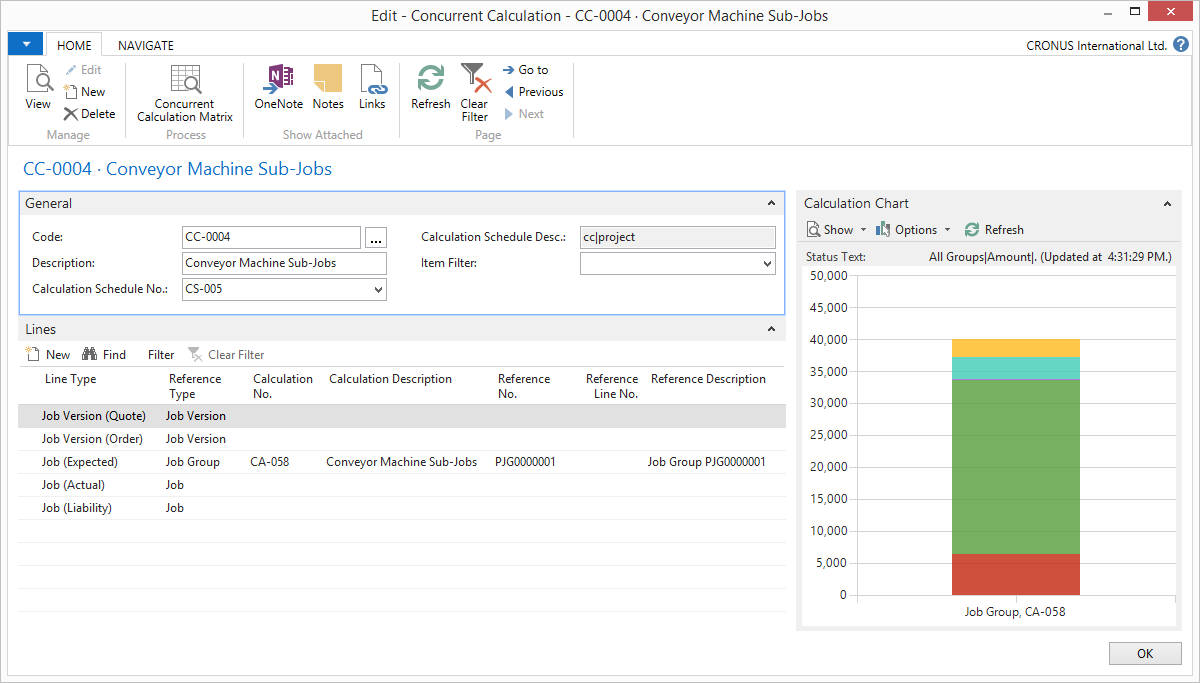 Edit - Concurrent Calculation - CC-0004 · Conveyor Machine Sub-Jobs
HOME NAVIGATE CRONUS International Ltd. ?
View Edit New Delete
Manage
Concurrent
Calculation Matrix
Process
OneNote Notes Links
Show Attached
Refresh Clear
Filter
Go to
Previous
Next
Page
CC-0004 · Conveyor Machine Sub-Jobs
General
Code: CC-0004 ... Calculation Schedule Desc.: cc|project
Description: Conveyor Machine Sub-Jobs Item Filter:
Calculation Schedule No.: CS-005
Lines
New Find Filter Clear Filter
Line Type Reference Type Calculation No. Calculation Description Reference No. Reference Line No. Reference Description
Job Version (Quote) Job Version
Job Version (Order) Job Version
Job (Expected) Job Group CA-058 Conveyor Machine Sub-Jobs PJG0000001 Job Group PJG0000001
Job (Actual) Job
Job (Liability) Job
Calculation Chart
Show Options Refresh
Status Text: All Groups|Amount|. (Updated at 4:31:29 PM.)
50,000
45,000
40,000
35,000
30,000
25,000
20,000
15,000
10,000
5,000
0
Job Group, CA-058
OK